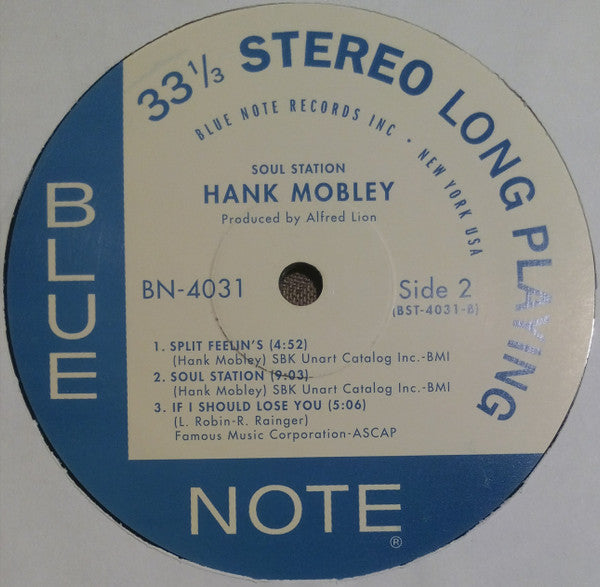 33 1/3 STEREO LONG PLAYING
BLUE NOTE RECORDS INC • NEW YORK USA
SOUL STATION
HANK MOBLEY
Produced by Alfred Lion
BN-4031
Side 2
(BST-4031-B)
1. SPLIT FEELIN'S (4:52)
(Hank Mobley) SBK Unart Catalog Inc.-BMI
2. SOUL STATION (9:03)
(Hank Mobley) SBK Unart Catalog Inc.-BMI
3. IF I SHOULD LOSE YOU (5:06)
(L. Robin-R. Rainger)
Famous Music Corporation-ASCAP
BLUE
NOTE®